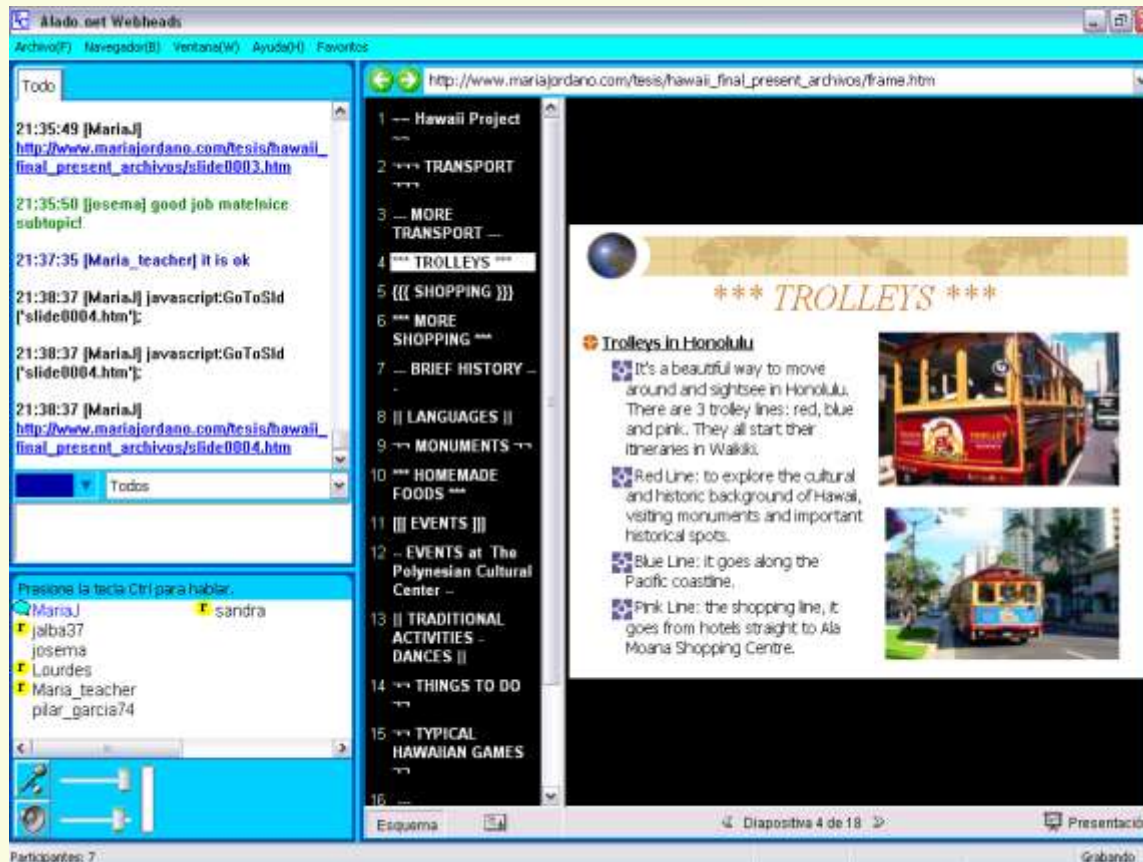 Alado.net Webheads
Archivo(F) Navegador(B) Ventana(W) Ayuda(H) Favoritos
Todo
21:35:49 [MariaJ]
http://www.mariajordano.com/tesis/hawaii_
final_present_archivos/slide0003.htm
21:35:50 [josema] good job mate!nice
subtopic!
21:37:35 [Maria_teacher] it is ok
21:38:37 [MariaJ] javascript:GoToSld
('slide0004.htm');
21:38:37 [MariaJ] javascript:GoToSld
('slide0004.htm');
21:38:37 [MariaJ]
http://www.mariajordano.com/tesis/hawaii_
final_present_archivos/slide0004.htm
Todos
Presione la tecla Ctrl para hablar.
MariaJ
r sandra
r jalba37
josema
r Lourdes
r Maria_teacher
pilar_garcia74
Participantes: 7
http://www.mariajordano.com/tesis/hawaii_final_present_archivos/frame.htm
1 ~~ Hawaii Project
~~
2 ¬¬¬ TRANSPORT
¬¬¬
3 ... MORE
TRANSPORT ...
4 *** TROLLEYS ***
5 {{{ SHOPPING }}}
6 *** MORE
SHOPPING ***
7 ... BRIEF HISTORY -
-
8 || LANGUAGES ||
9 ¬¬ MONUMENTS ¬¬
10 *** HOMEMADE
FOODS ***
11 [[[ EVENTS ]]]
12 -- EVENTS at The
Polynesian Cultural
Center --
13 || TRADITIONAL
ACTIVITIES -
DANCES ||
14 ¬¬ THINGS TO DO
¬¬
15 ¬¬ TYPICAL
HAWAIIAN GAMES
¬¬
16 ...
*** TROLLEYS ***
Trolleys in Honolulu
It's a beautiful way to move
around and sightsee in Honolulu.
There are 3 trolley lines: red, blue
and pink. They all start their
itineraries in Waikiki.
Red Line: to explore the cultural
and historic background of Hawaii,
visiting monuments and important
historical spots.
Blue Line: it goes along the
Pacific coastline.
Pink Line: the shopping line, it
goes from hotels straight to Ala
Moana Shopping Centre.
TROLLEY
Esquema
Diapositiva 4 de 18
Presentació
Grabando